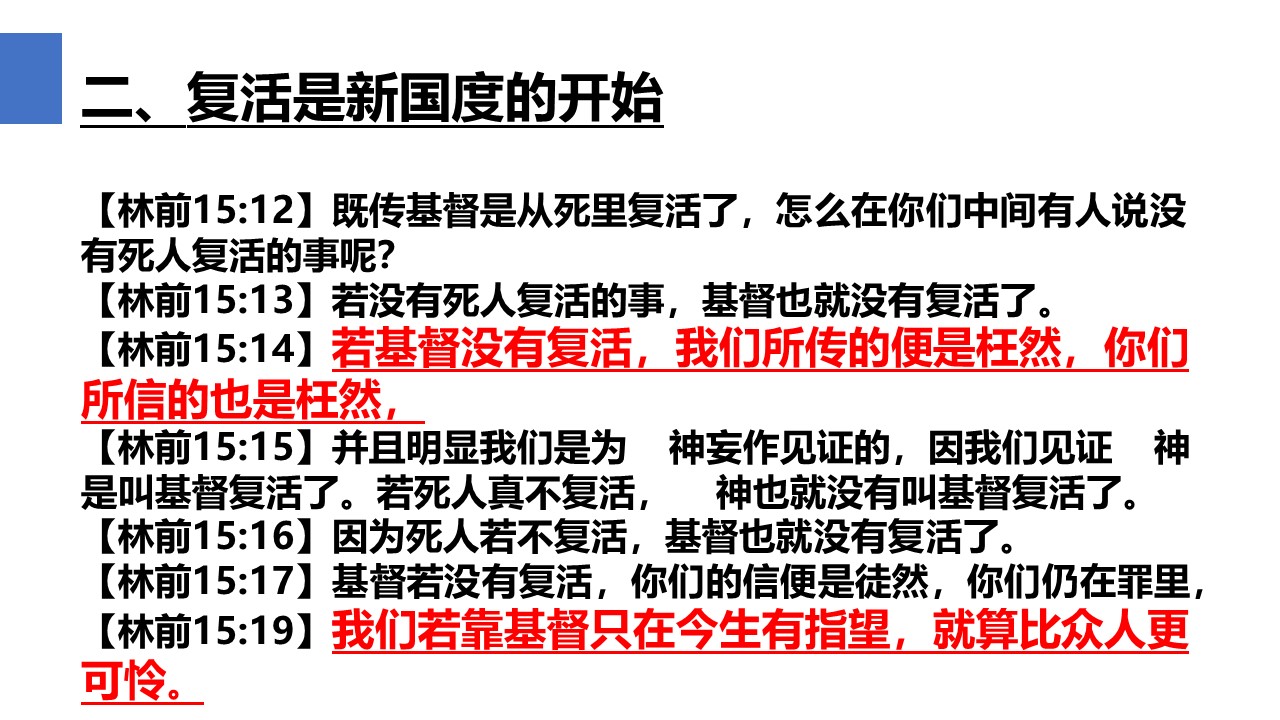 二、复活是新国度的开始
【林前15:12】既传基督是从死里复活了，怎么在你们中间有人说没
有死人复活的事呢？
【林前15:13】若没有死人复活的事，基督也就没有复活了。
【林前15:14】若基督没有复活，我们所传的便是枉然，你们
所信的也是枉然，
【林前15:15】并且明显我们是为　神妄作见证的，因我们见证　神
是叫基督复活了。若死人真不复活，　神也就没有叫基督复活了。
【林前15:16】因为死人若不复活，基督也就没有复活了。
【林前15:17】基督若没有复活，你们的信便是徒然，你们仍在罪里，
【林前15:19】我们若靠基督只在今生有指望，就算比众人更
可怜。